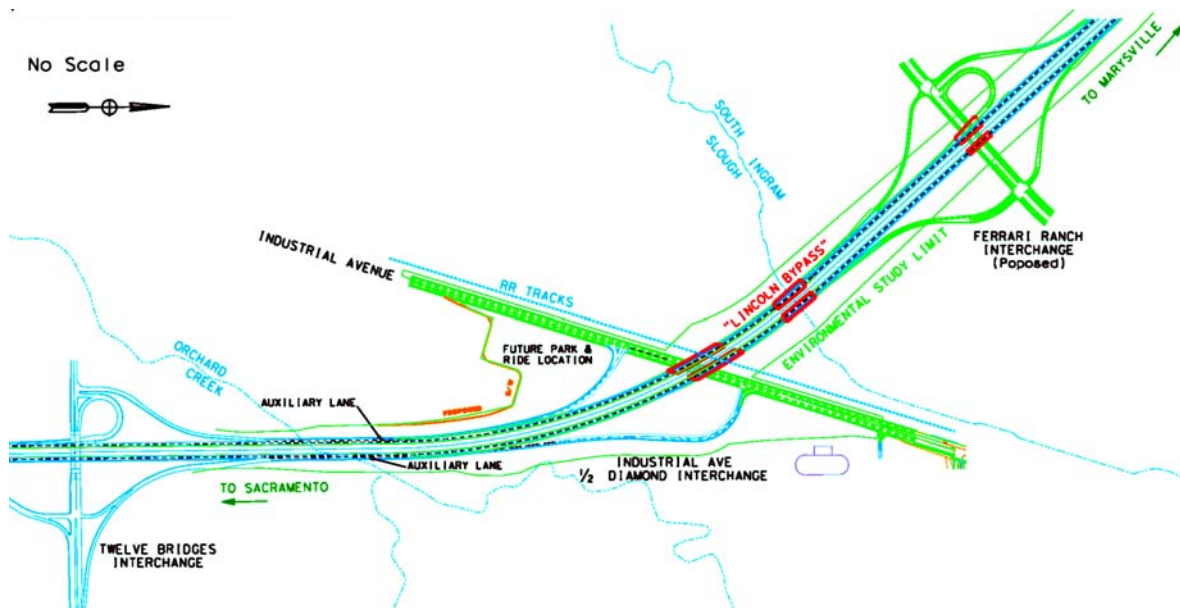 No Scale
SOUTH INGRAM
SLOUGH
TO MARYSVILLE
INDUSTRIAL AVENUE
RR TRACKS
"LINCOLN BYPASS"
ENVIRONMENTAL STUDY LIMIT
FERRARI RANCH
INTERCHANGE
(Poposed)
ORCHARD
CREEK
FUTURE PARK &
RIDE LOCATION
PROPOSED
R/W
AUXILIARY LANE
AUXILIARY LANE
TO SACRAMENTO
INDUSTRIAL AVE
1/2 DIAMOND INTERCHANGE
TWELVE BRIDGES
INTERCHANGE